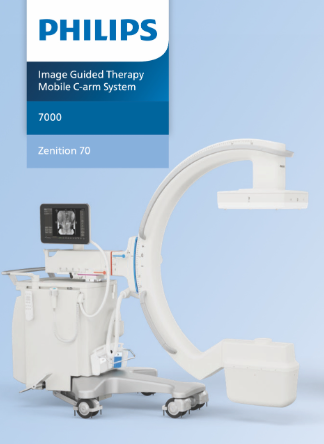 PHILIPS
Image Guided Therapy
Mobile C-arm System
7000
Zenition 70